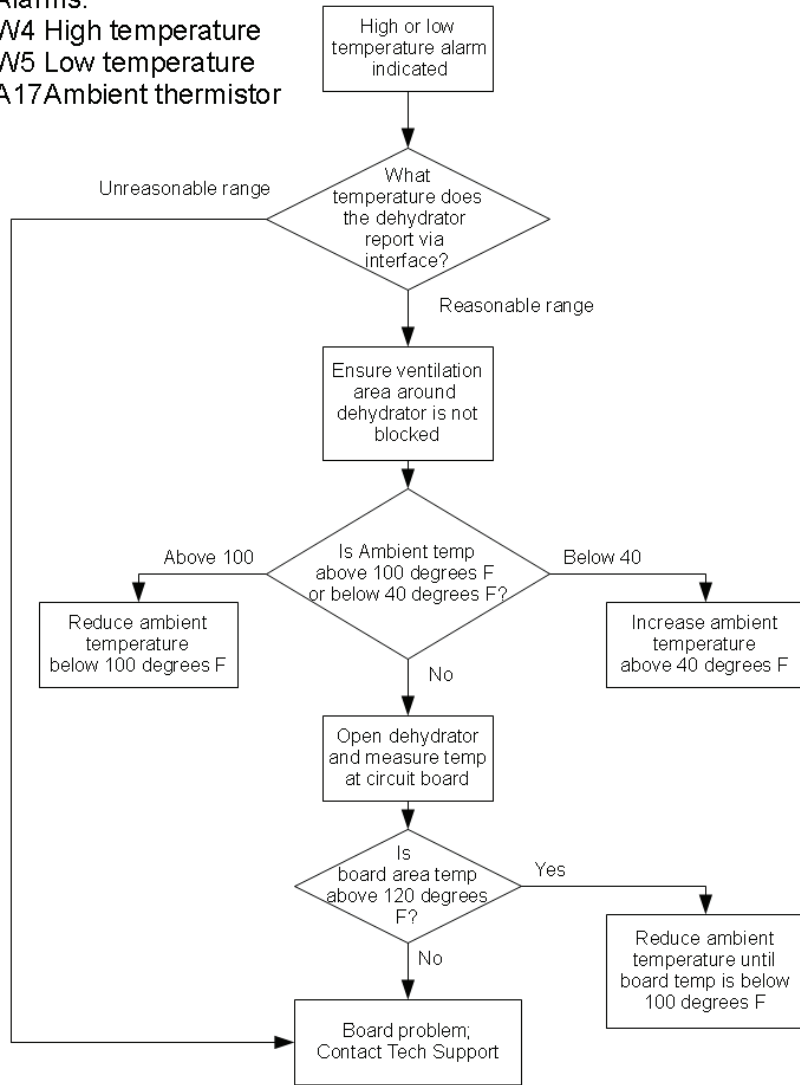 Alarms:
W4 High temperature
W5 Low temperature
A17Ambient thermistor
High or low
temperature alarm
indicated
What
temperature does
the dehydrator
report via
interface?
Unreasonable range
Reasonable range
Ensure ventilation
area around
dehydrator is not
blocked
Is Ambient temp
above 100 degrees F
or below 40 degrees F?
Above 100
Below 40
Reduce ambient
temperature
below 100 degrees F
Increase ambient
temperature
above 40 degrees F
No
Open dehydrator
and measure temp
at circuit board
Is
board area temp
above 120 degrees
F?
Yes
No
Reduce ambient
temperature until
board temp is below
100 degrees F
Board problem;
Contact Tech Support